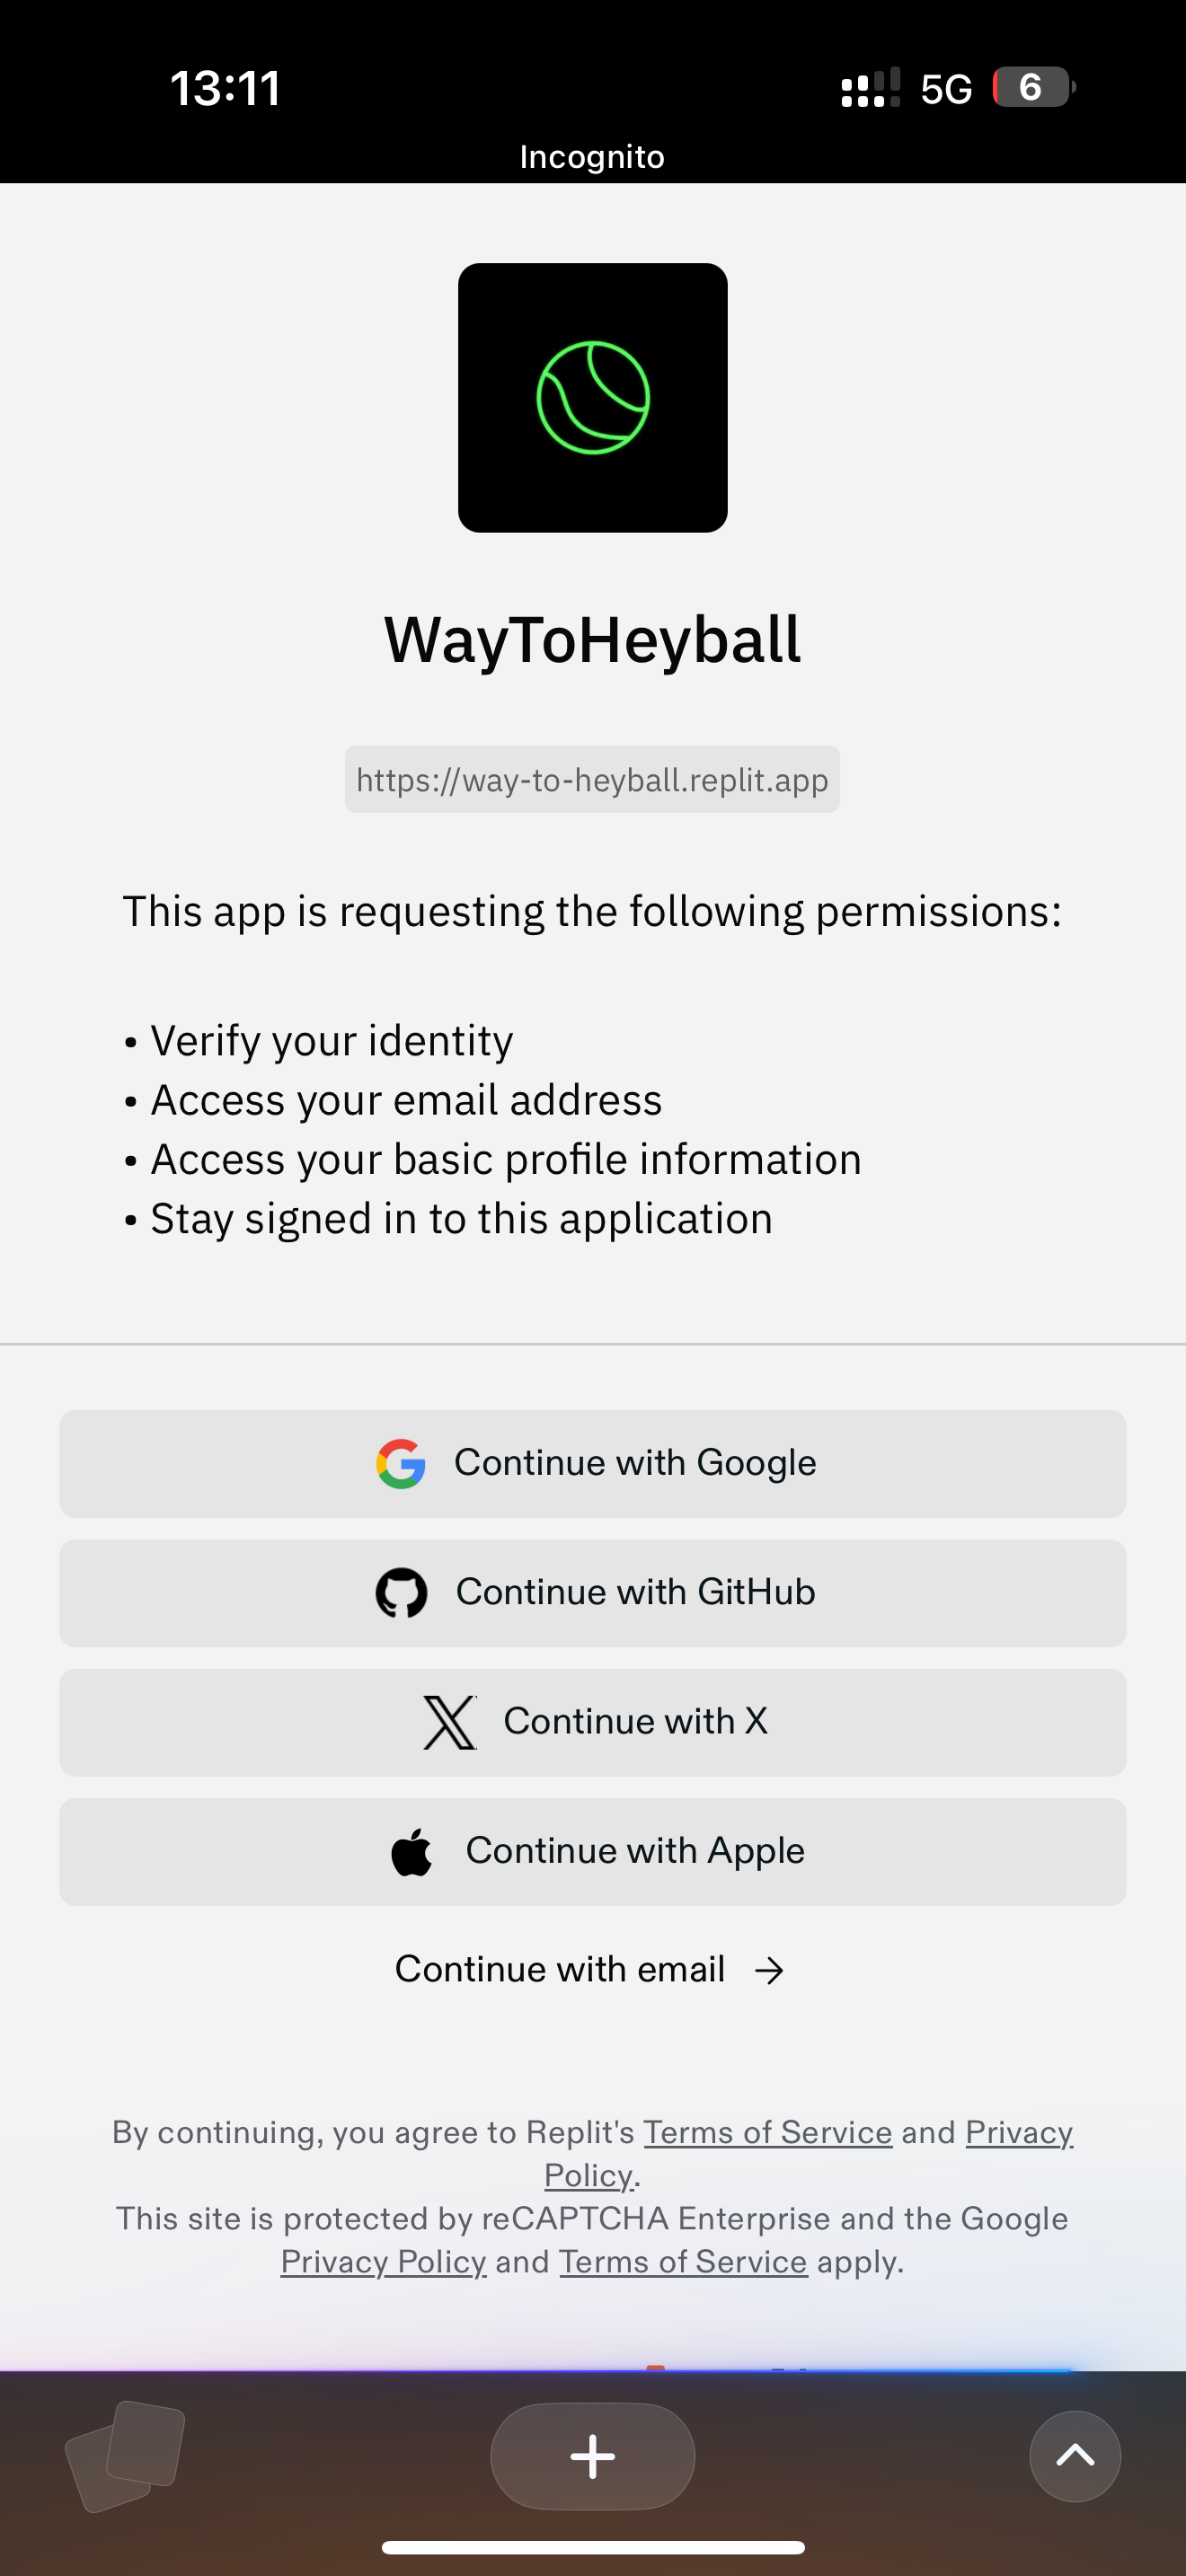 13:11
5G
6
Incognito
WayToHeyball
https://way-to-heyball.replit.app
This app is requesting the following permissions:
• Verify your identity
• Access your email address
• Access your basic profile information
• Stay signed in to this application
Continue with Google
Continue with GitHub
Continue with X
Continue with Apple
Continue with email →
By continuing, you agree to Replit's Terms of Service and Privacy
Policy.
This site is protected by reCAPTCHA Enterprise and the Google
Privacy Policy and Terms of Service apply.